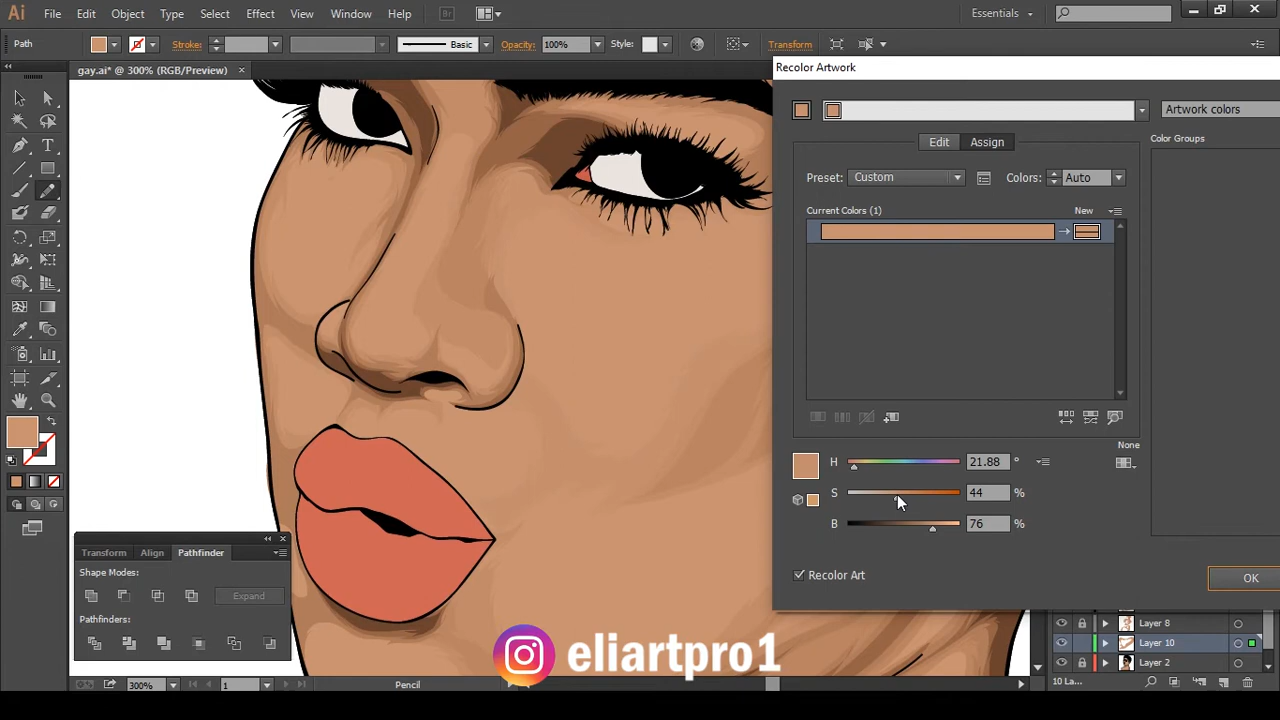 Ai File Edit Object Type Select Effect View Window Help Br Essentials
Path Stroke: Basic Opacity: 100% Style: Transform
gay.ai* @ 300% (RGB/Preview)
Recolor Artwork
Artwork colors
Edit Assign
Color Groups
Preset: Custom Colors: Auto
Current Colors (1) New
None
H 21.88 °
S 44 %
B 76 %
Recolor Art
OK
Transform Align Pathfinder
Shape Modes:
Expand
Pathfinders:
Layer 8
Layer 10
Layer 2
eliartpro1
300% 1 Pencil
10 La...